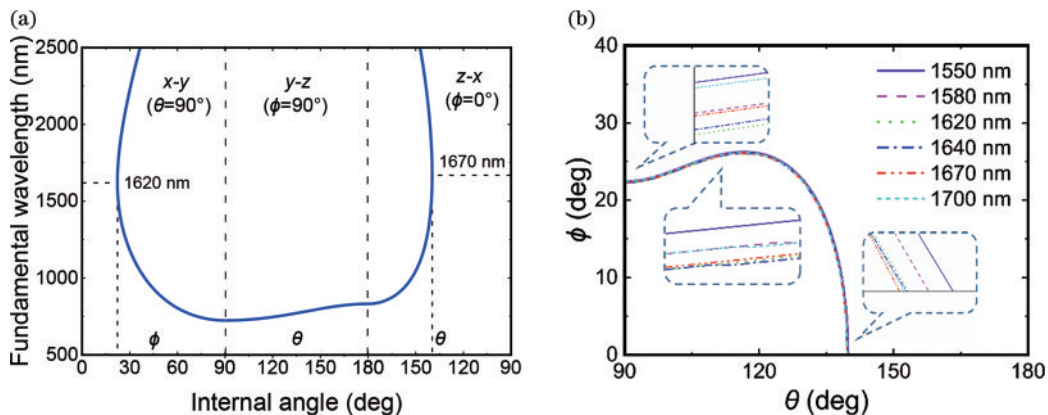 (a)
Fundamental wavelength (nm)
2500
2000
1500
1000
500
x-y
(θ=90°)
y-z
(ϕ=90°)
z-x
(ϕ=0°)
1620 nm
1670 nm
ϕ
θ
θ
0 30 60 90 120 150 180 150 120 90
Internal angle (deg)
(b)
ϕ (deg)
40
30
20
10
0
1550 nm
1580 nm
1620 nm
1640 nm
1670 nm
1700 nm
90 120 150 180
θ (deg)